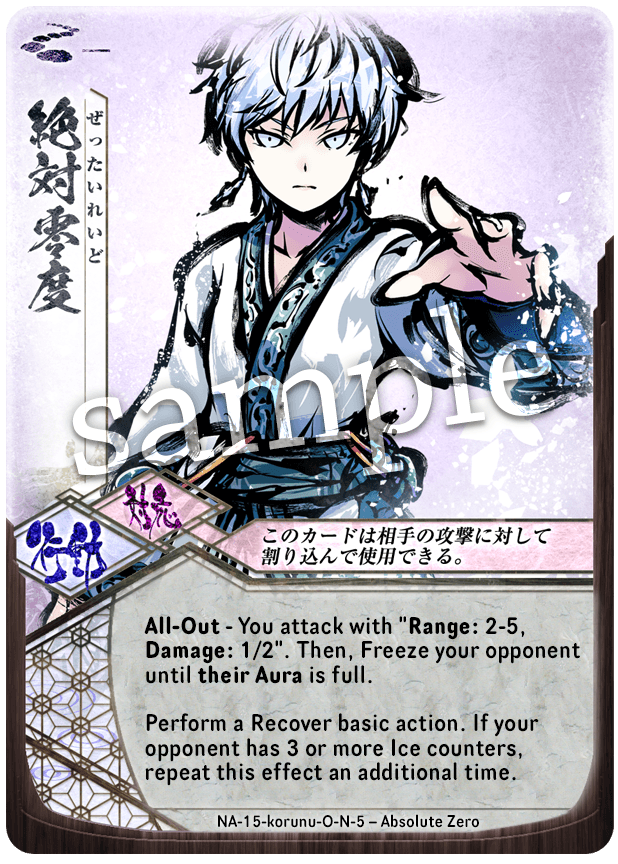 絶対零度
ぜったいれいど
sample
対応
行動
このカードは相手の攻撃に対して
割り込んで使用できる。
All-Out - You attack with "Range: 2-5,
Damage: 1/2". Then, Freeze your opponent
until their Aura is full.
Perform a Recover basic action. If your
opponent has 3 or more Ice counters,
repeat this effect an additional time.
NA-15-korunu-O-N-5 – Absolute Zero